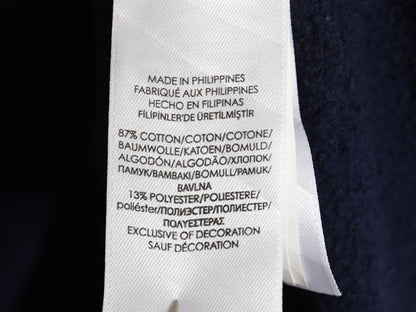 MADE IN PHILIPPINES
FABRIQUÉ AUX PHILIPPINES
HECHO EN FILIPINAS
FİLİPİNLER'DE ÜRETİLMİŞTİR
87% COTTON/COTON/COTONE/
BAUMWOLLE/KATOEN/BOMULD/
ALGODÓN/ALGODÃO/ХЛОПОК/
ПАМУК/BAMBAKI/BOMULL/PAMUK/
BAVLNA
13% POLYESTER/POLIESTERE/
poliéster/ПОЛИЭСТЕР/ПОЛИЕСТЕР/
ΠΟΛΥΕΣΤΕΡΑΣ
EXCLUSIVE OF DECORATION
SAUF DÉCORATION